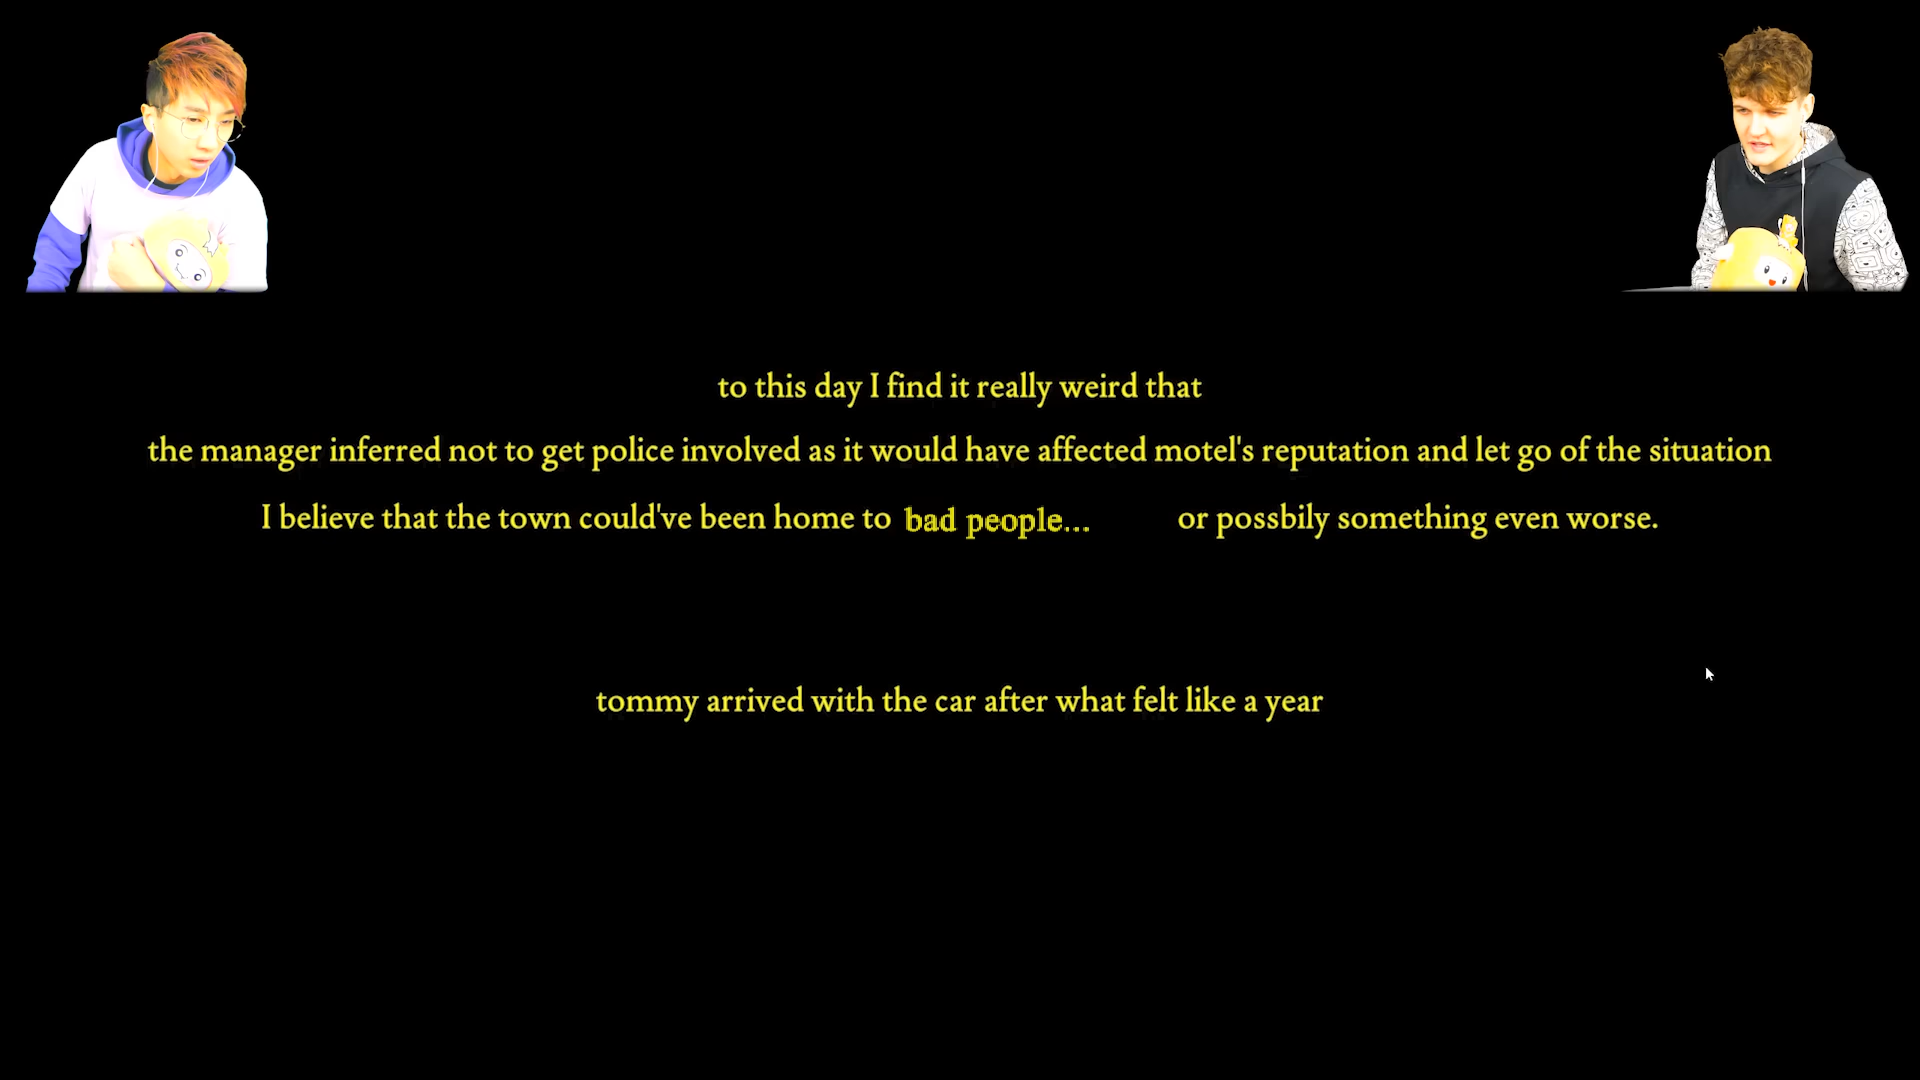 to this day I find it really weird that
the manager inferred not to get police involved as it would have affected motel's reputation and let go of the situation
I believe that the town could've been home to bad people... or possbily something even worse.
tommy arrived with the car after what felt like a year